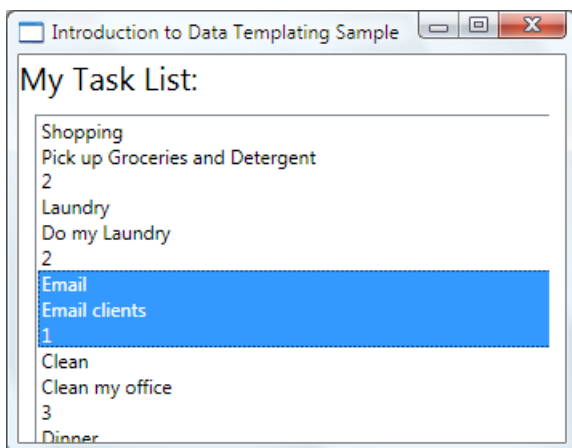 Introduction to Data Templating Sample
My Task List:
Shopping
Pick up Groceries and Detergent
2
Laundry
Do my Laundry
2
Email
Email clients
1
Clean
Clean my office
3
Dinner